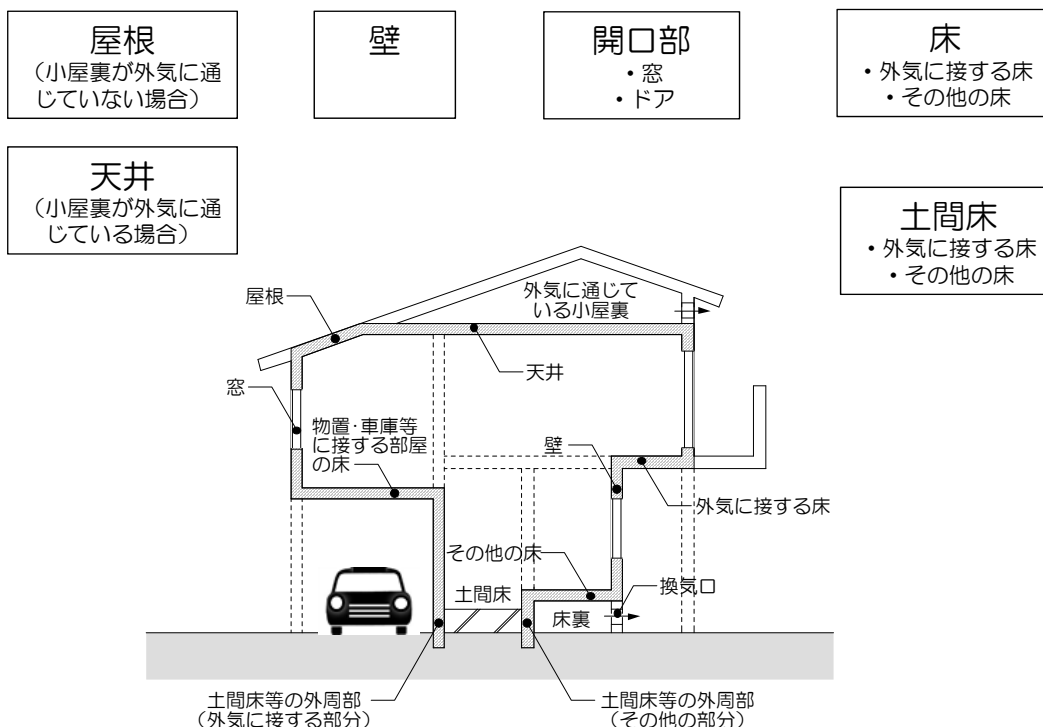 屋根
（小屋裏が外気に通
じていない場合）
壁
開口部
・窓
・ドア
床
・外気に接する床
・その他の床
天井
（小屋裏が外気に通
じている場合）
土間床
・外気に接する床
・その他の床
屋根
外気に通じて
いる小屋裏
天井
窓
物置・車庫等
に接する部屋
の床
壁
外気に接する床
その他の床
換気口
土間床
床裏
土間床等の外周部
（外気に接する部分）
土間床等の外周部
（その他の部分）